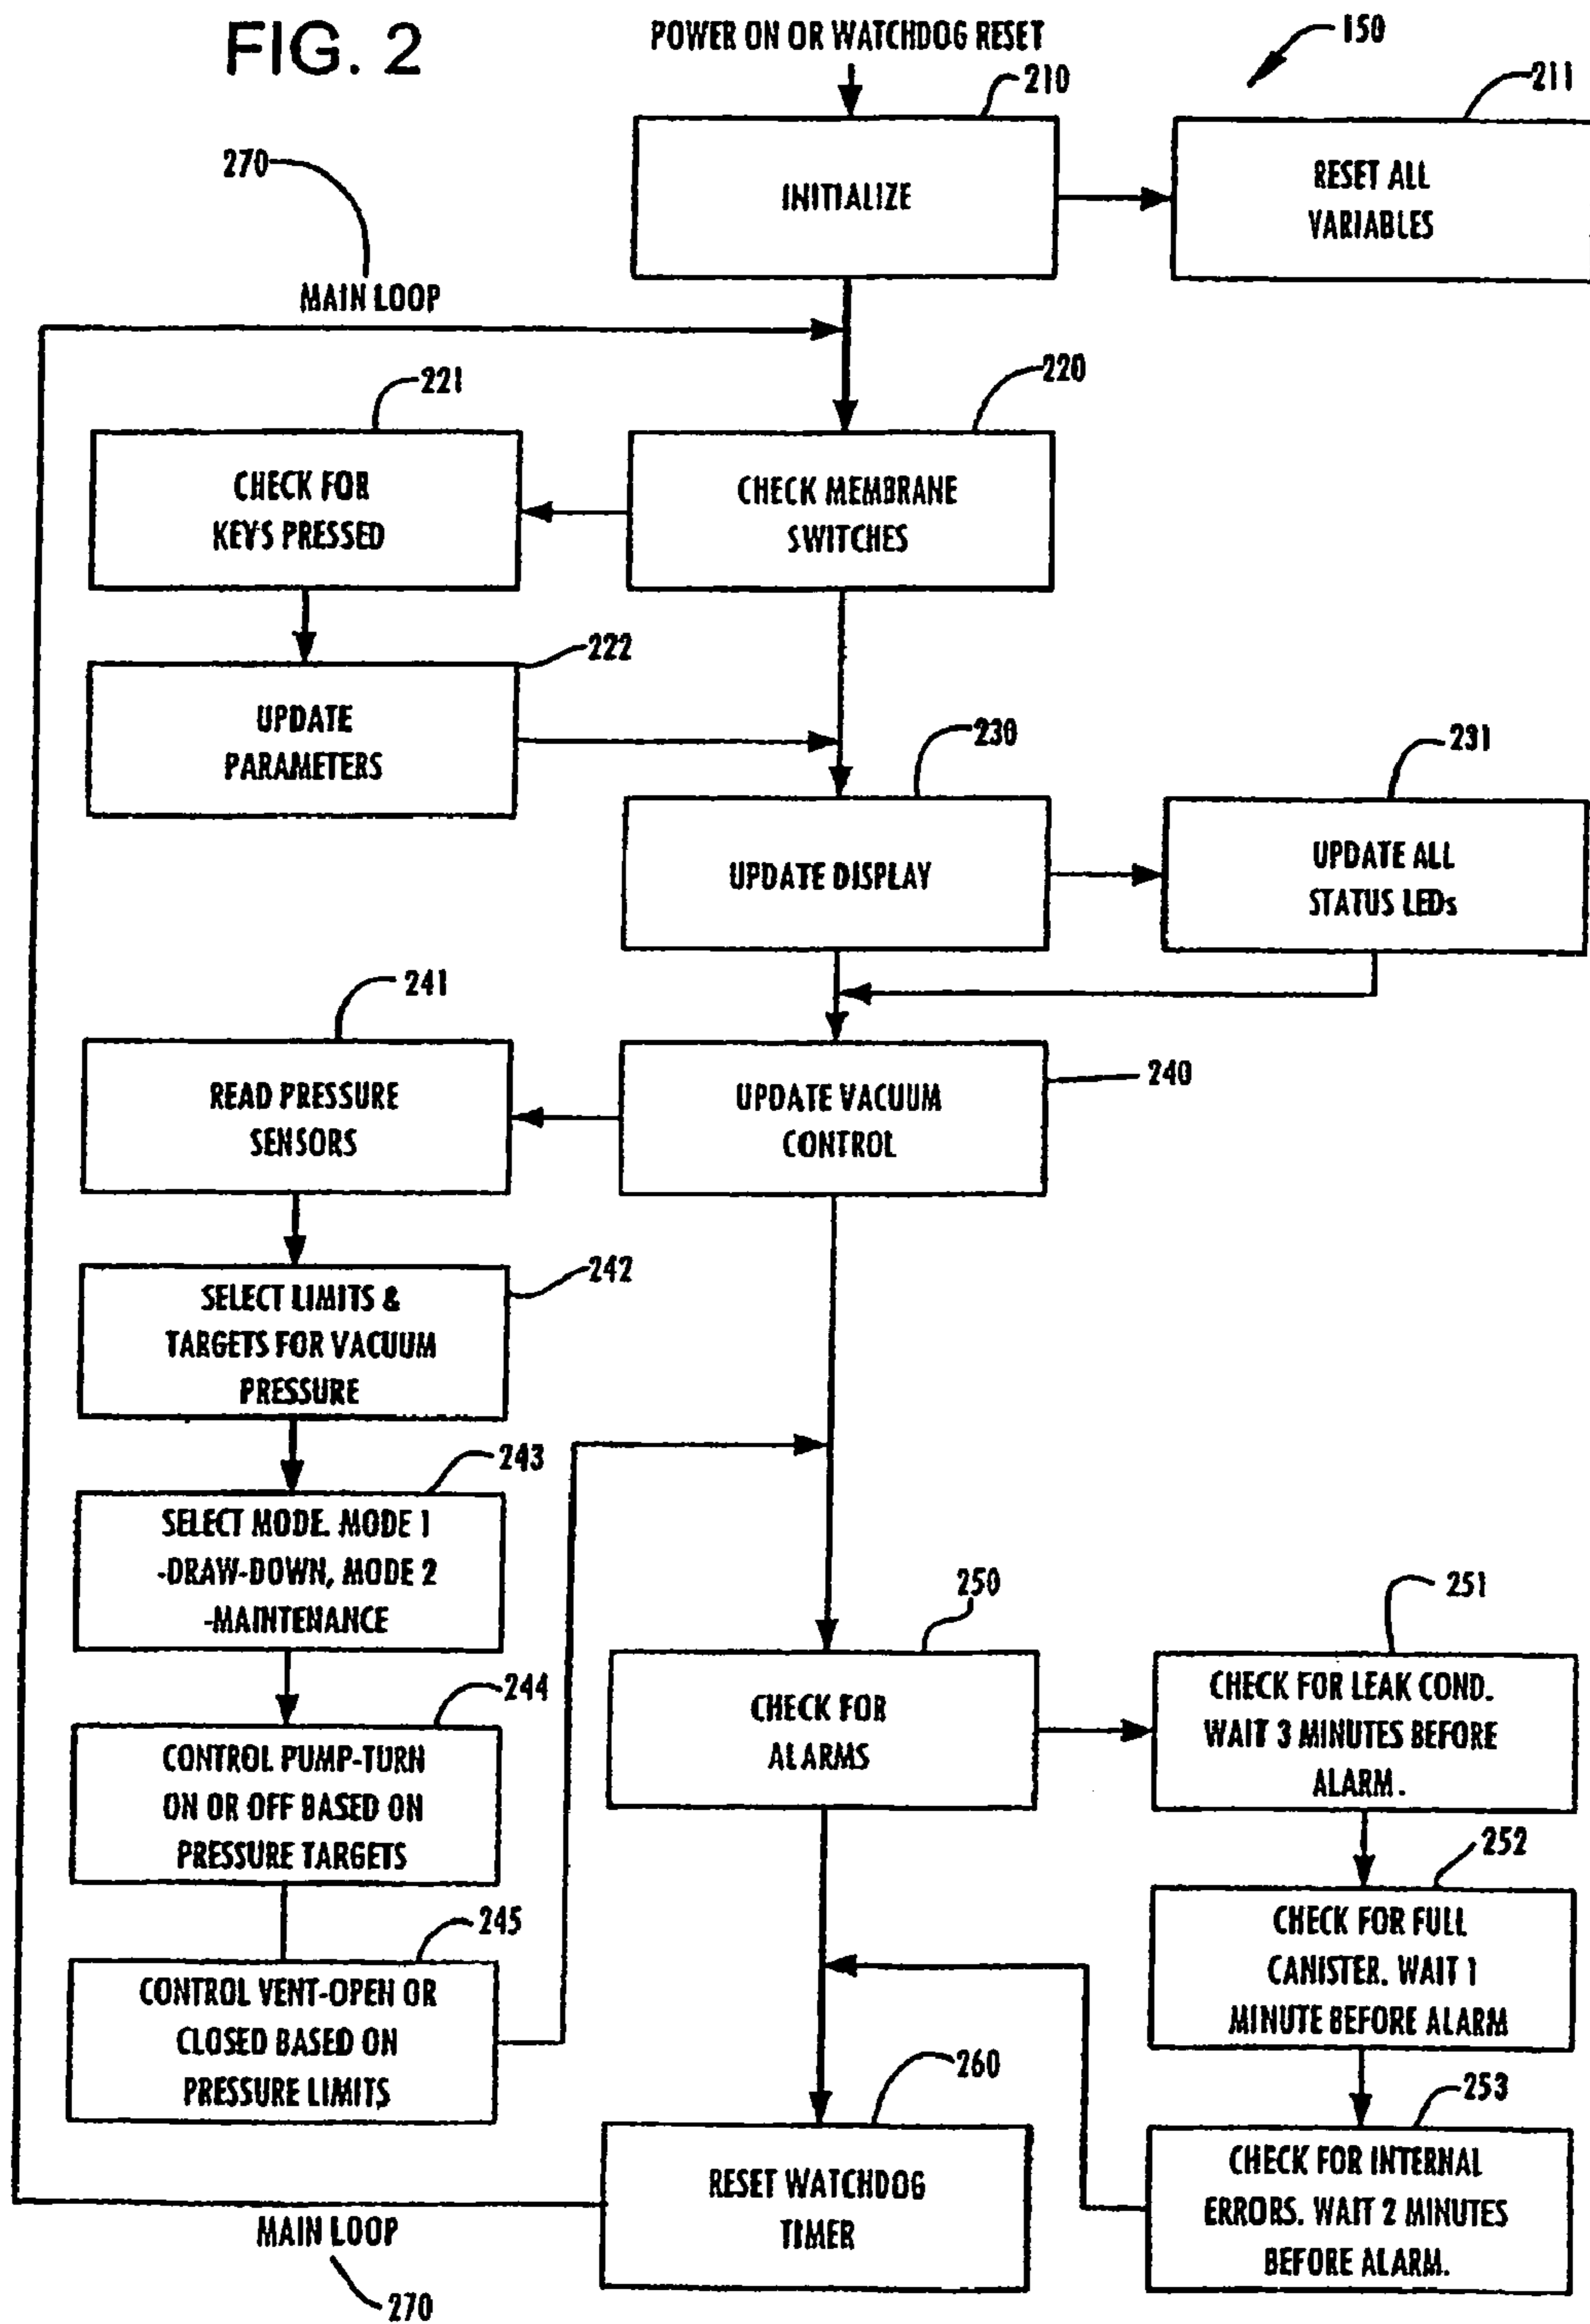 FIG. 2
POWER ON OR WATCHDOG RESET
150
210
211
INITIALIZE
RESET ALL
VARIABLES
270
MAIN LOOP
221
220
CHECK FOR
KEYS PRESSED
CHECK MEMBRANE
SWITCHES
222
UPDATE
PARAMETERS
230
231
UPDATE DISPLAY
UPDATE ALL
STATUS LEDs
241
READ PRESSURE
SENSORS
240
UPDATE VACUUM
CONTROL
242
SELECT LIMITS &
TARGETS FOR VACUUM
PRESSURE
243
SELECT MODE. MODE 1
-DRAW-DOWN, MODE 2
-MAINTENANCE
250
251
CHECK FOR
ALARMS
CHECK FOR LEAK COND.
WAIT 3 MINUTES BEFORE
ALARM.
244
CONTROL PUMP-TURN
ON OR OFF BASED ON
PRESSURE TARGETS
252
CHECK FOR FULL
CANISTER. WAIT 1
MINUTE BEFORE ALARM
245
CONTROL VENT-OPEN OR
CLOSED BASED ON
PRESSURE LIMITS
260
253
RESET WATCHDOG
TIMER
CHECK FOR INTERNAL
ERRORS. WAIT 2 MINUTES
BEFORE ALARM.
MAIN LOOP
270